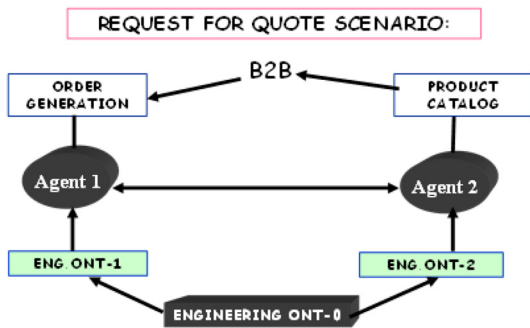 REQUEST FOR QUOTE SCENARIO:
ORDER
GENERATION
B2B
PRODUCT
CATALOG
Agent 1
Agent 2
ENG.ONT-1
ENG.ONT-2
ENGINEERING ONT-0